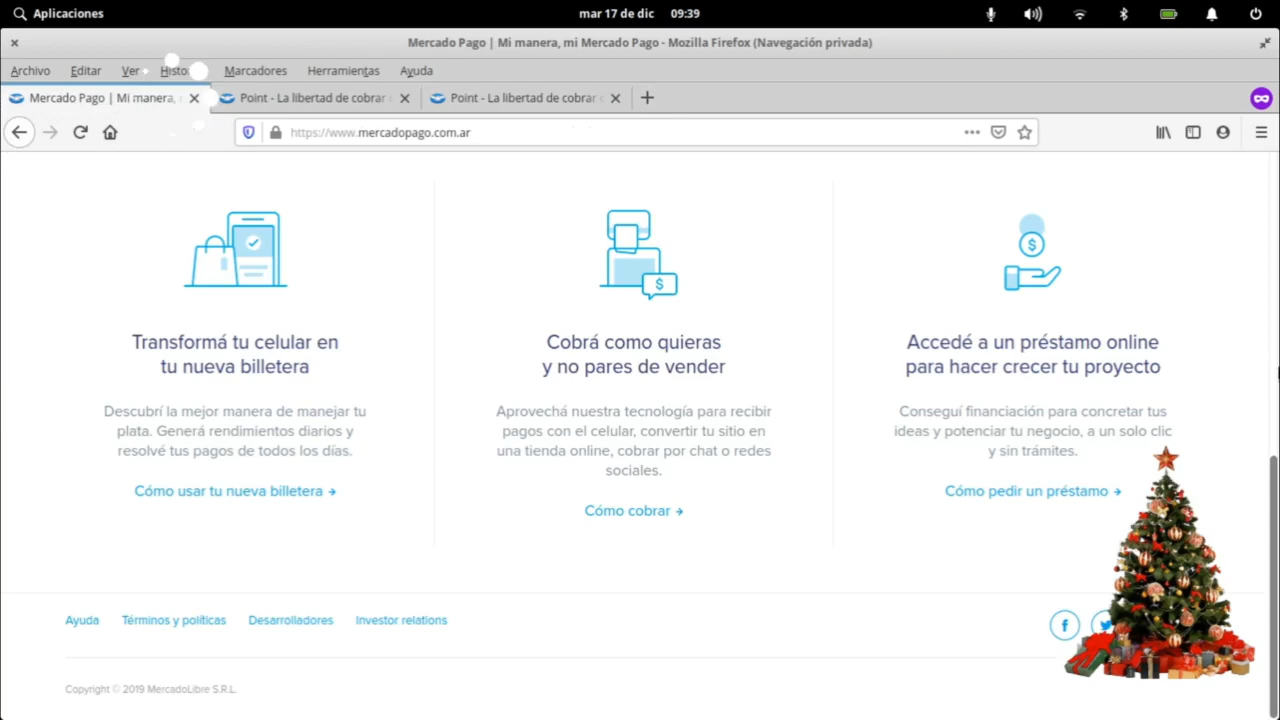 Aplicaciones mar 17 de dic 09:39
Mercado Pago | Mi manera, mi Mercado Pago - Mozilla Firefox (Navegación privada)
Archivo Editar Ver Histo Marcadores Herramientas Ayuda
Mercado Pago | Mi manera, Point - La libertad de cobrar Point - La libertad de cobrar
https://www.mercadopago.com.ar
$
$
Transformá tu celular en
tu nueva billetera
Descubrí la mejor manera de manejar tu
plata. Generá rendimientos diarios y
resolvé tus pagos de todos los días.
Cómo usar tu nueva billetera →
Cobrá como quieras
y no pares de vender
Aprovechá nuestra tecnología para recibir
pagos con el celular, convertir tu sitio en
una tienda online, cobrar por chat o redes
sociales.
Cómo cobrar →
Accedé a un préstamo online
para hacer crecer tu proyecto
Conseguí financiación para concretar tus
ideas y potenciar tu negocio, a un solo clic
y sin trámites.
Cómo pedir un préstamo →
Ayuda Términos y políticas Desarrolladores Investor relations
Copyright © 2019 MercadoLibre S.R.L.